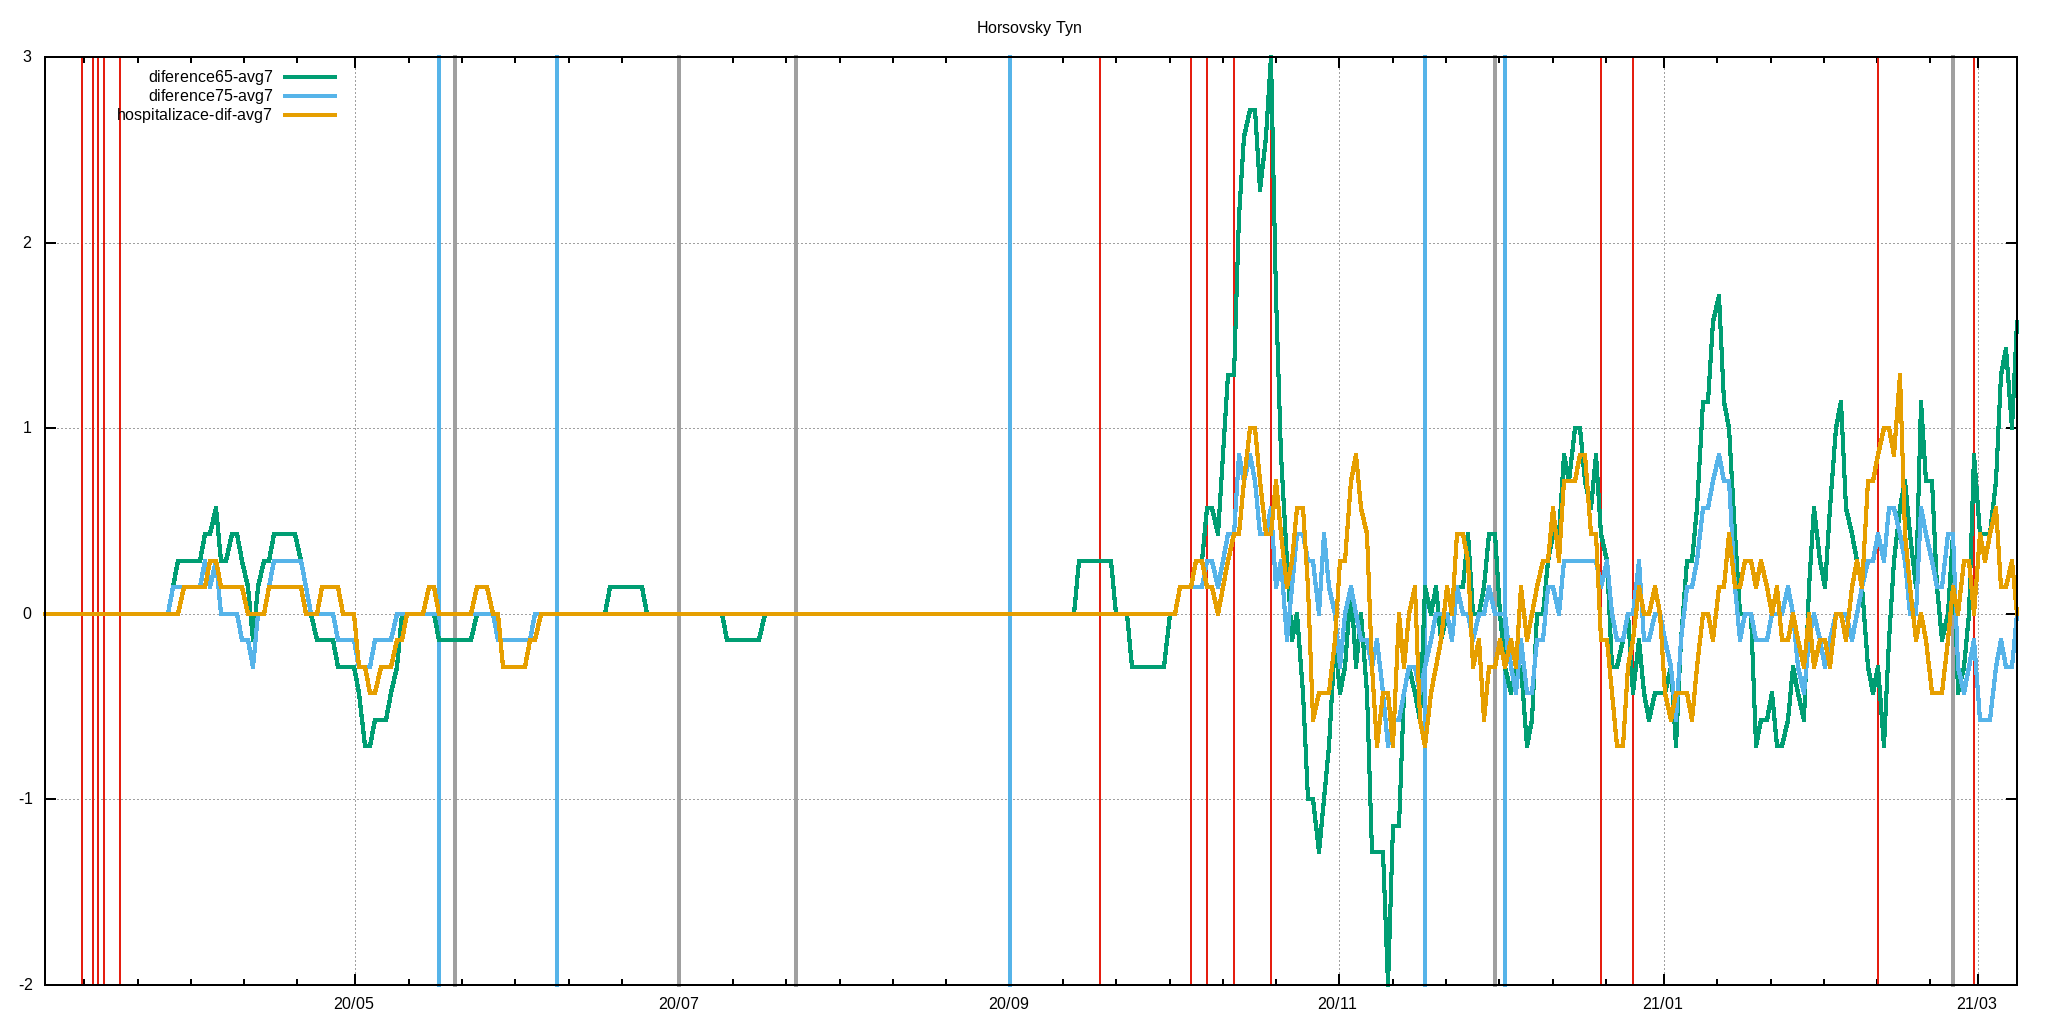 Horsovsky Tyn
3
diference65-avg7
diference75-avg7
hospitalizace-dif-avg7
2
1
0
-1
-2
20/05 20/07 20/09 20/11 21/01 21/03